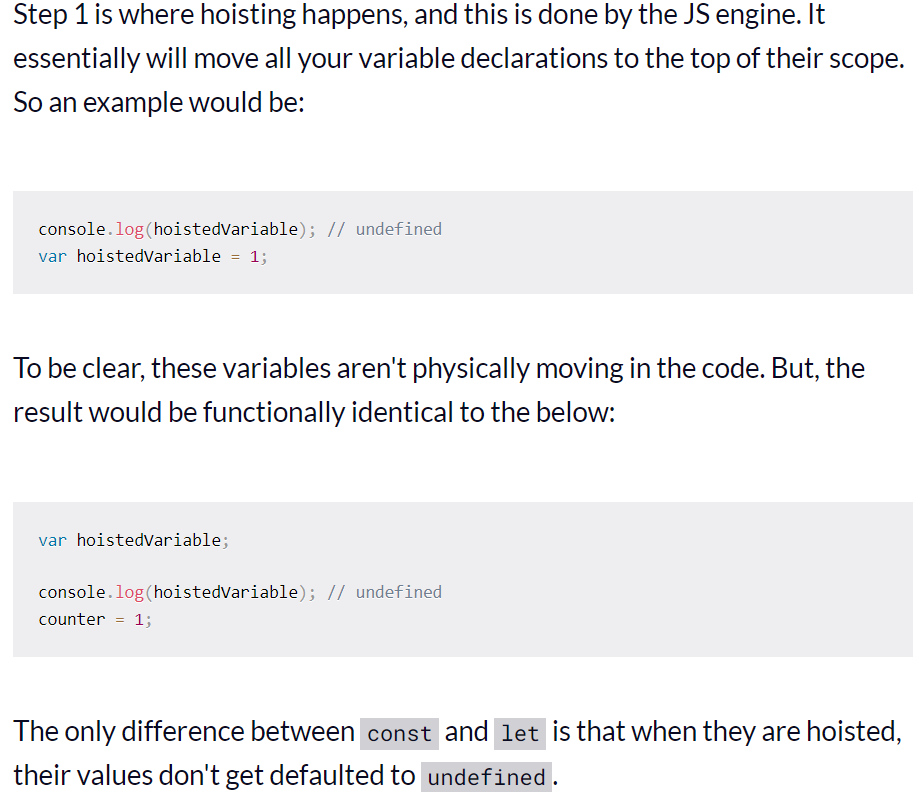 Step 1 is where hoisting happens, and this is done by the JS engine. It
essentially will move all your variable declarations to the top of their scope.
So an example would be:
console.log(hoistedVariable); // undefined
var hoistedVariable = 1;
To be clear, these variables aren't physically moving in the code. But, the
result would be functionally identical to the below:
var hoistedVariable;
console.log(hoistedVariable); // undefined
counter = 1;
The only difference between const and let is that when they are hoisted,
their values don't get defaulted to undefined.